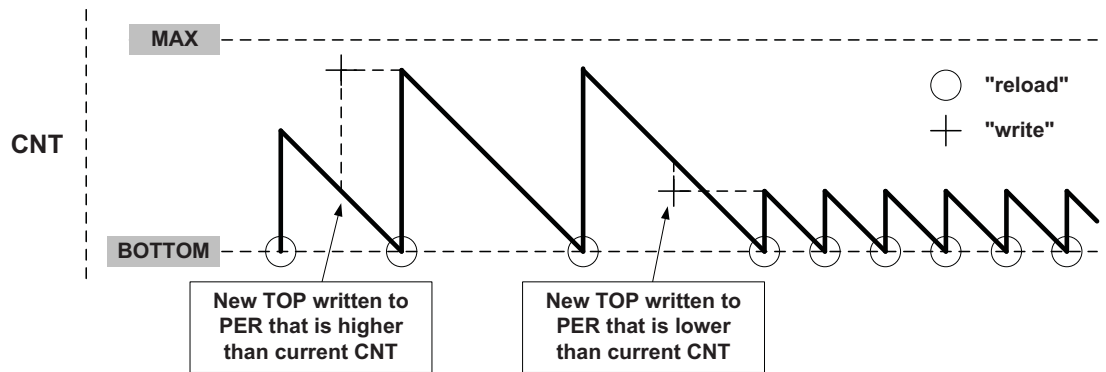 MAX
"reload"
"write"
CNT
BOTTOM
New TOP written to
PER that is higher
than current CNT
New TOP written to
PER that is lower
than current CNT